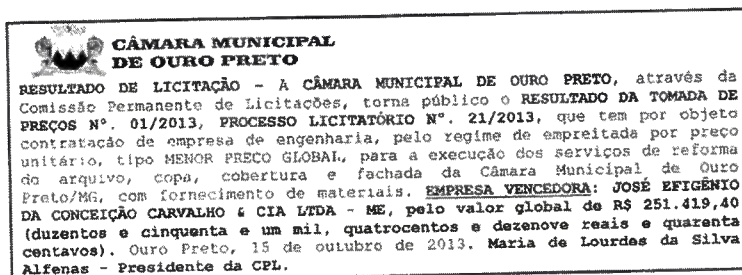 CÂMARA MUNICIPAL
DE OURO PRETO
RESULTADO DE LICITAÇÃO – A CÂMARA MUNICIPAL DE OURO PRETO, através da
Comissão Permanente de Licitações, torna público o RESULTADO DA TOMADA DE
PREÇOS Nº. 01/2013, PROCESSO LICITATÓRIO Nº. 21/2013, que tem por objeto
contratação de empresa de engenharia, pelo regime de empreitada por preço
unitário, tipo MENOR PREÇO GLOBAL, para a execução dos serviços de reforma
do arquivo, copa, cobertura e fachada da Câmara Municipal de Ouro
Preto/MG, com fornecimento de materiais. EMPRESA VENCEDORA: JOSÉ EFIGÊNIO
DA CONCEIÇÃO CARVALHO & CIA LTDA – ME, pelo valor global de R$ 251.419,40
(duzentos e cinquenta e um mil, quatrocentos e dezenove reais e quarenta
centavos). Ouro Preto, 15 de outubro de 2013. Maria de Lourdes da Silva
Alfenas – Presidente da CPL.